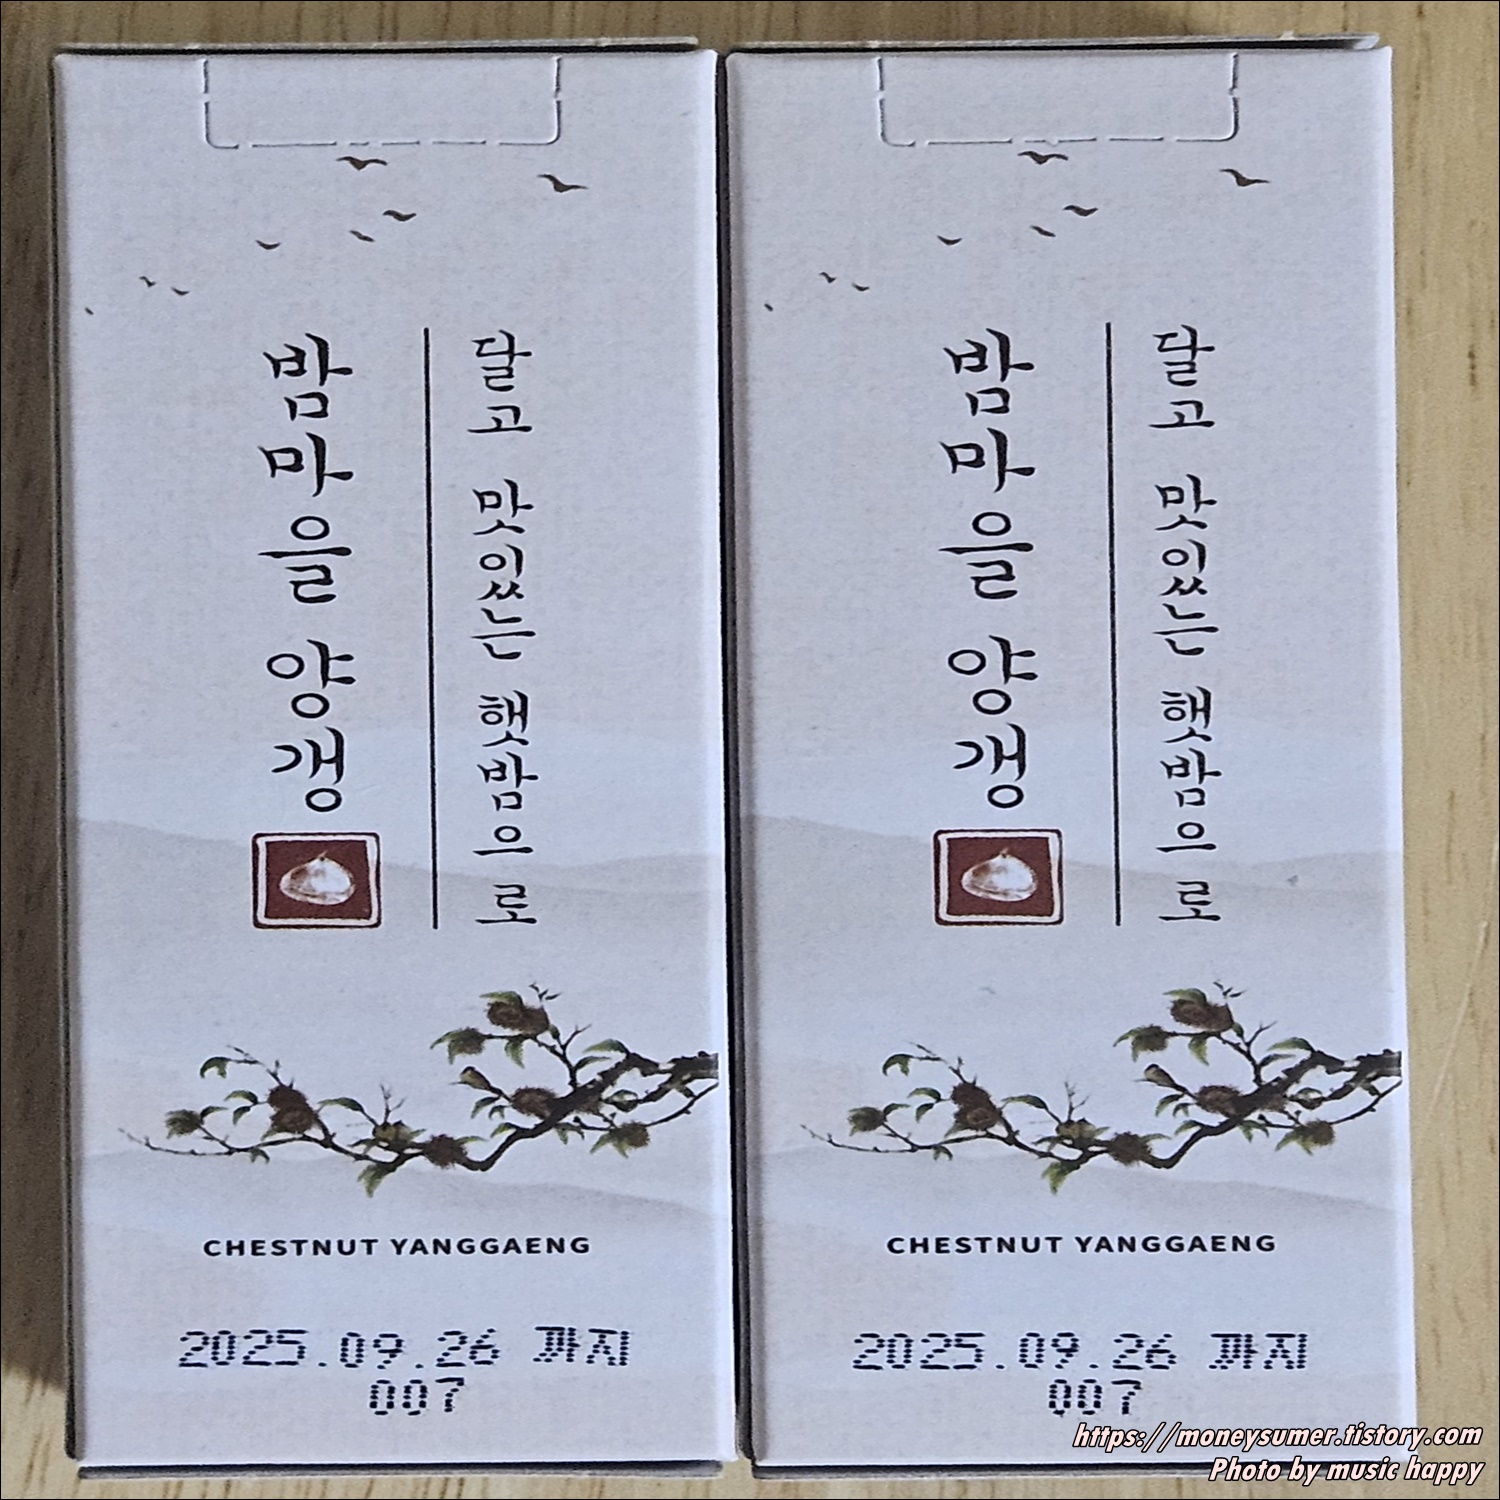 달고 맛있는 햇밤으로
밤마을 양갱
CHESTNUT YANGGAENG
2025.09.26 까지
007
달고 맛있는 햇밤으로
밤마을 양갱
CHESTNUT YANGGAENG
2025.09.26 까지
007
https://moneysumer.tistory.com
Photo by music happy